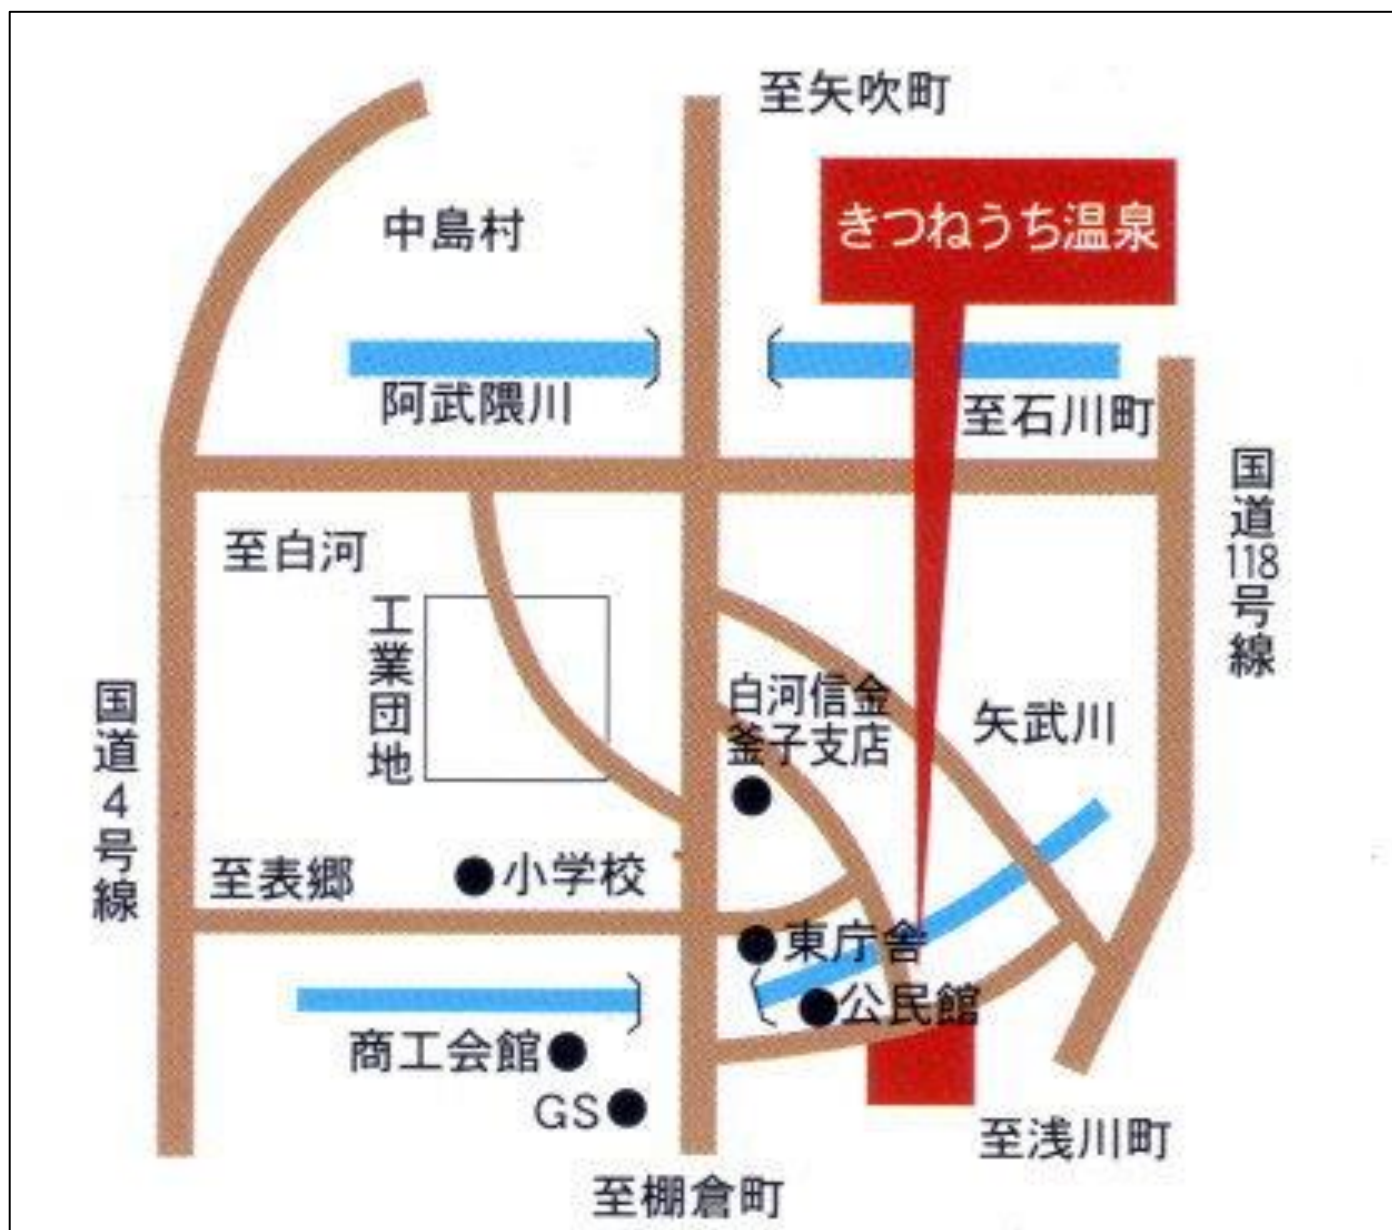 至矢吹町
きつねうち温泉
中島村
阿武隈川
至石川町
国道118号線
至白河
工業団地
白河信金
釜子支店
矢武川
国道4号線
至表郷
小学校
東庁舎
公民館
商工会館
GS
至浅川町
至棚倉町